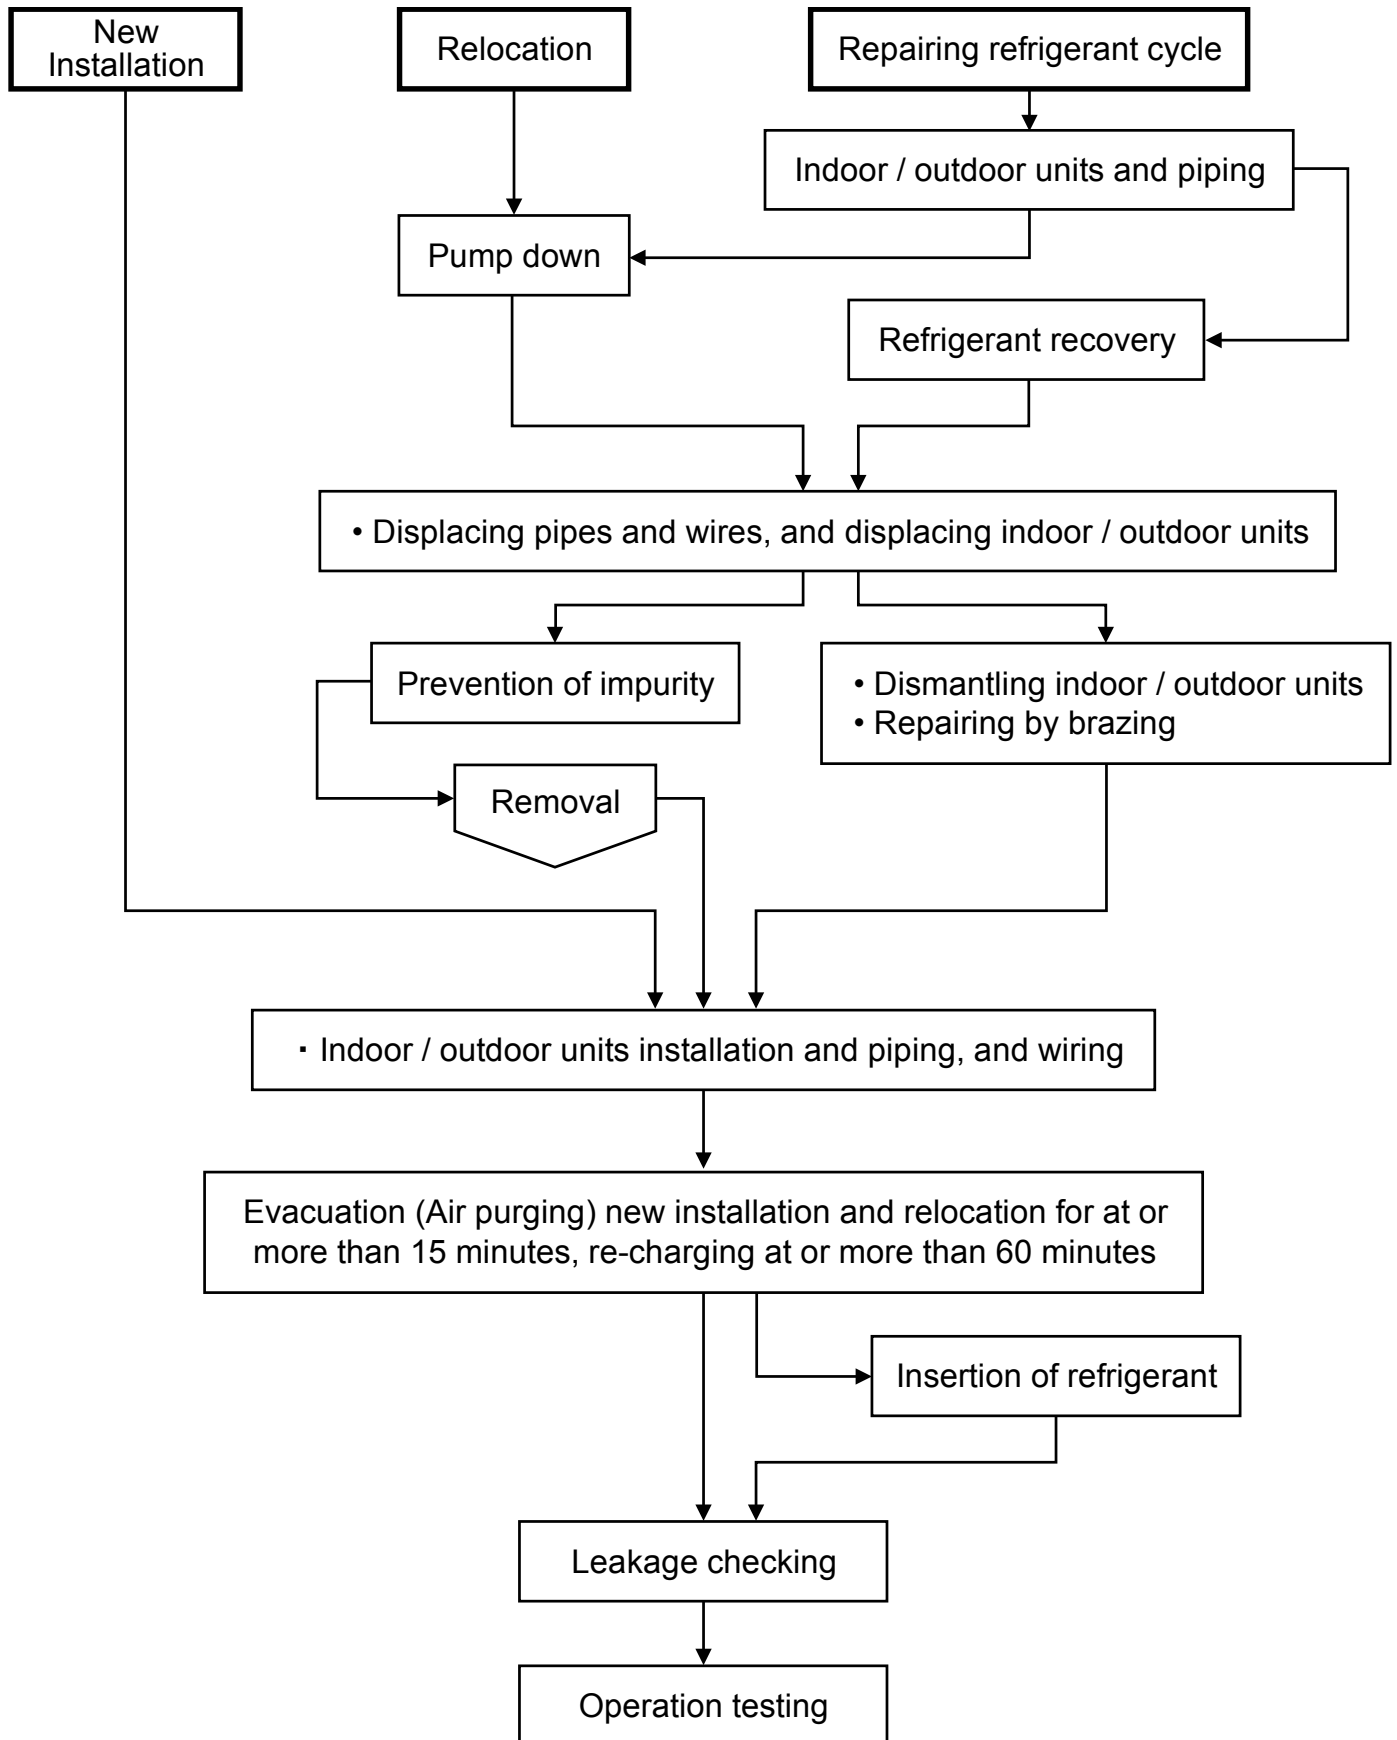 New
Installation
Relocation
Repairing refrigerant cycle
Indoor / outdoor units and piping
Pump down
Refrigerant recovery
• Displacing pipes and wires, and displacing indoor / outdoor units
Prevention of impurity
• Dismantling indoor / outdoor units
• Repairing by brazing
Removal
· Indoor / outdoor units installation and piping, and wiring
Evacuation (Air purging) new installation and relocation for at or
more than 15 minutes, re-charging at or more than 60 minutes
Insertion of refrigerant
Leakage checking
Operation testing